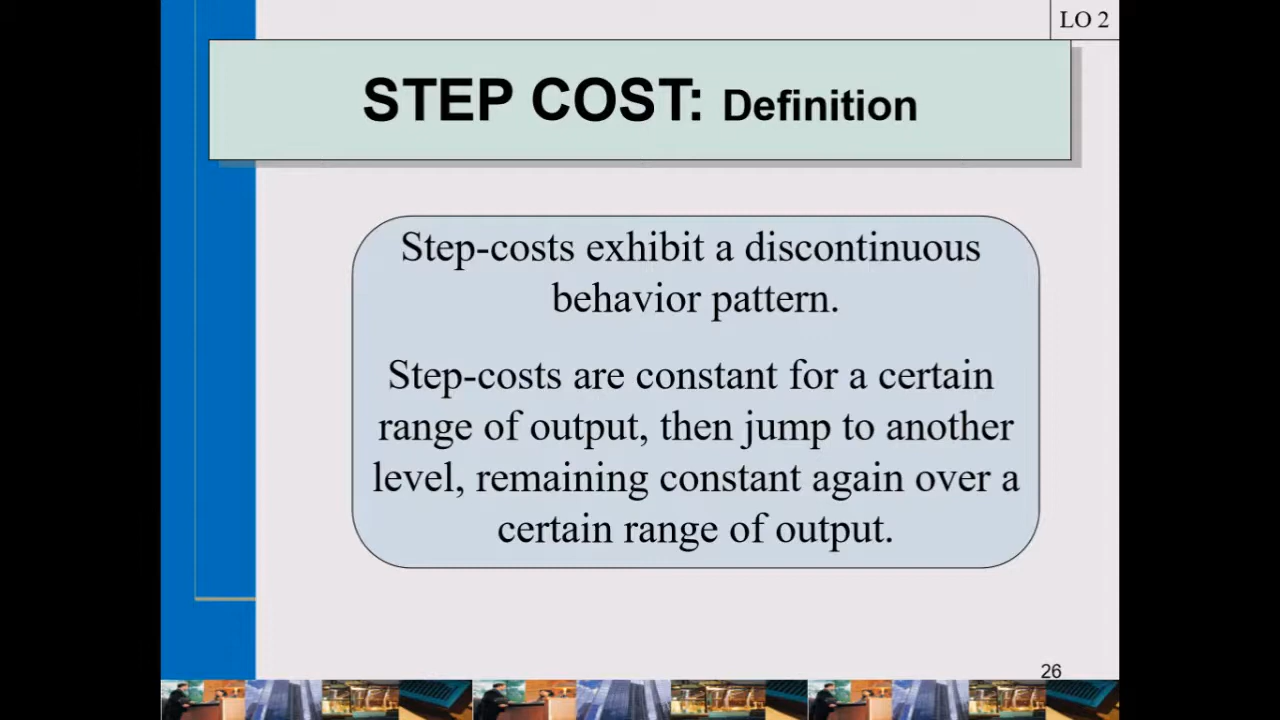 LO 2
STEP COST: Definition
Step-costs exhibit a discontinuous
behavior pattern.
Step-costs are constant for a certain
range of output, then jump to another
level, remaining constant again over a
certain range of output.
26